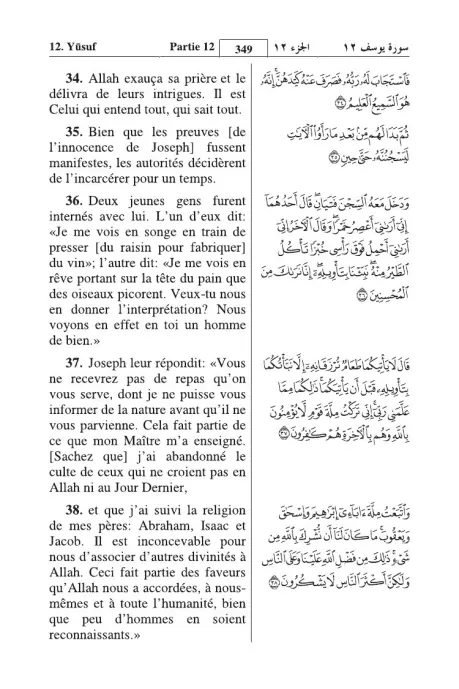 12. Yūsuf Partie 12 349 الجزء ١٢ سورة يوسف ١٢
34. Allah exauça sa prière et le
délivra de leurs intrigues. Il est
Celui qui entend tout, qui sait tout.
35. Bien que les preuves [de
l’innocence de Joseph] fussent
manifestes, les autorités décidèrent
de l’incarcérer pour un temps.
36. Deux jeunes gens furent
internés avec lui. L’un d’eux dit:
«Je me vois en songe en train de
presser [du raisin pour fabriquer]
du vin»; l’autre dit: «Je me vois en
rêve portant sur la tête du pain que
des oiseaux picorent. Veux-tu nous
en donner l’interprétation? Nous
voyons en effet en toi un homme
de bien.»
37. Joseph leur répondit: «Vous
ne recevrez pas de repas qu’on
vous serve, dont je ne puisse vous
informer de la nature avant qu’il ne
vous parvienne. Cela fait partie de
ce que mon Maître m’a enseigné.
[Sachez que] j’ai abandonné le
culte de ceux qui ne croient pas en
Allah ni au Jour Dernier,
38. et que j’ai suivi la religion
de mes pères: Abraham, Isaac et
Jacob. Il est inconcevable pour
nous d’associer d’autres divinités à
Allah. Ceci fait partie des faveurs
qu’Allah nous a accordées, à nous-
mêmes et à toute l’humanité, bien
que peu d’hommes en soient
reconnaissants.»
فَٱسْتَجَابَ لَهُۥ رَبُّهُۥ فَصَرَفَ عَنْهُ كَيْدَهُنَّ ۚ إِنَّهُۥ
هُوَ ٱلسَّمِيعُ ٱلْعَلِيمُ ٣٤
ثُمَّ بَدَا لَهُم مِّنۢ بَعْدِ مَا رَأَوُا۟ ٱلْءَايَٰتِ
لَيَسْجُنُنَّهُۥ حَتَّىٰ حِينٍ ٣٥
وَدَخَلَ مَعَهُ ٱلسِّجْنَ فَتَيَانِ ۖ قَالَ أَحَدُهُمَآ
إِنِّىٓ أَرَىٰنِىٓ أَعْصِرُ خَمْرًا ۖ وَقَالَ ٱلْءَاخَرُ إِنِّىٓ
أَرَىٰنِىٓ أَحْمِلُ فَوْقَ رَأْسِى خُبْزًا تَأْكُلُ
ٱلطَّيْرُ مِنْهُ ۖ نَبِّئْنَا بِتَأْوِيلِهِۦٓ ۖ إِنَّا نَرَىٰكَ مِنَ
ٱلْمُحْسِنِينَ ٣٦
قَالَ لَا يَأْتِيكُمَا طَعَامٌ تُرْزَقَانِهِۦٓ إِلَّا نَبَّأْتُكُمَا
بِتَأْوِيلِهِۦ قَبْلَ أَن يَأْتِيَكُمَا ۚ ذَٰلِكُمَا مِمَّا
عَلَّمَنِى رَبِّىٓ ۚ إِنِّى تَرَكْتُ مِلَّةَ قَوْمٍ لَّا يُؤْمِنُونَ
بِٱللَّهِ وَهُم بِٱلْءَاخِرَةِ هُمْ كَٰفِرُونَ ٣٧
وَٱتَّبَعْتُ مِلَّةَ ءَابَآءِىٓ إِبْرَٰهِيمَ وَإِسْحَٰقَ
وَيَعْقُوبَ ۚ مَا كَانَ لَنَآ أَن نُّشْرِكَ بِٱللَّهِ مِن
شَىْءٍ ۚ ذَٰلِكَ مِن فَضْلِ ٱللَّهِ عَلَيْنَا وَعَلَى ٱلنَّاسِ
وَلَٰكِنَّ أَكْثَرَ ٱلنَّاسِ لَا يَشْكُرُونَ ٣٨